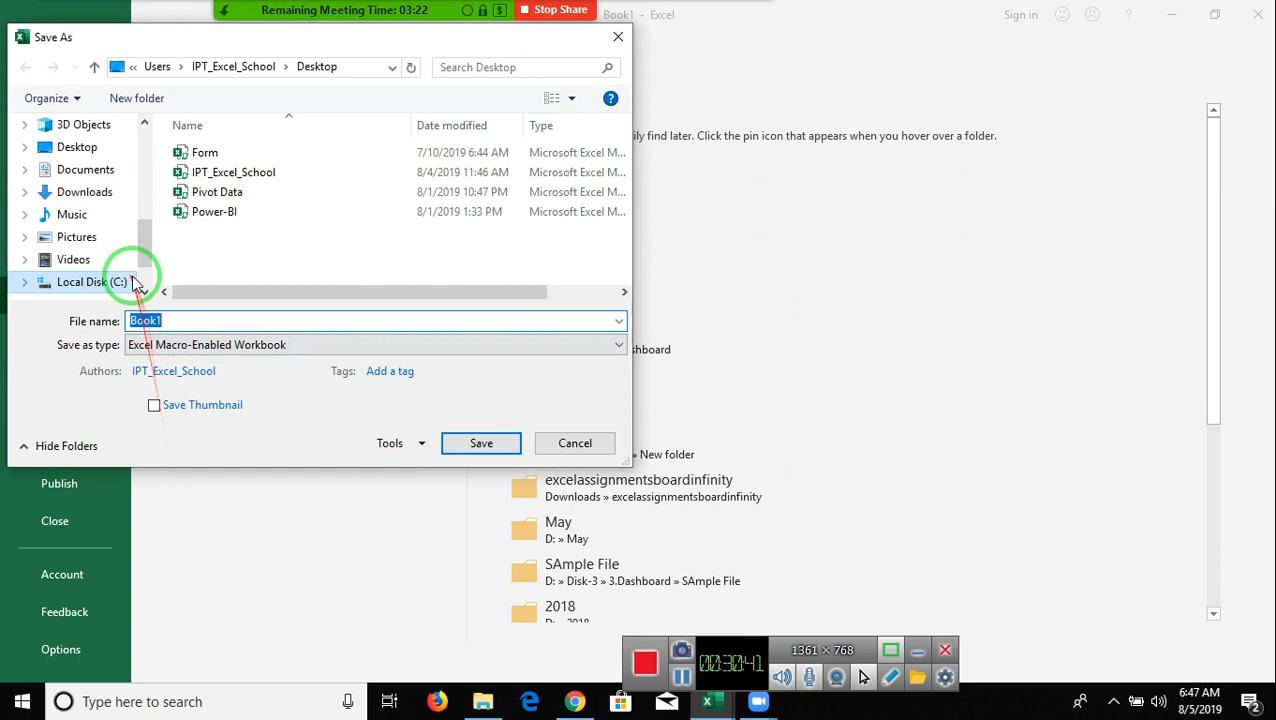 Remaining Meeting Time: 03:22
Stop Share
Book1 - Excel
Sign in
?
Save As
Users
IPT_Excel_School
Desktop
Search Desktop
Organize
New folder
?
3D Objects
Desktop
Documents
Downloads
Music
Pictures
Videos
Local Disk (C:)
Name
Date modified
Type
Form
7/10/2019 6:44 AM
Microsoft Excel M...
IPT_Excel_School
8/4/2019 11:46 AM
Microsoft Excel M...
Pivot Data
8/1/2019 10:47 PM
Microsoft Excel M...
Power-BI
8/1/2019 1:33 PM
Microsoft Excel M...
File name:
Book1
Save as type:
Excel Macro-Enabled Workbook
Authors:
IPT_Excel_School
Tags:
Add a tag
Save Thumbnail
Hide Folders
Tools
Save
Cancel
ily find later. Click the pin icon that appears when you hover over a folder.
shboard
» New folder
excelassignmentsboardinfinity
Downloads » excelassignmentsboardinfinity
May
D: » May
SAmple File
D: » Disk-3 » 3.Dashboard » SAmple File
2018
D: » 2018
Publish
Close
Account
Feedback
Options
00:30:41
1361 × 768
Type here to search
6:47 AM
8/5/2019
2